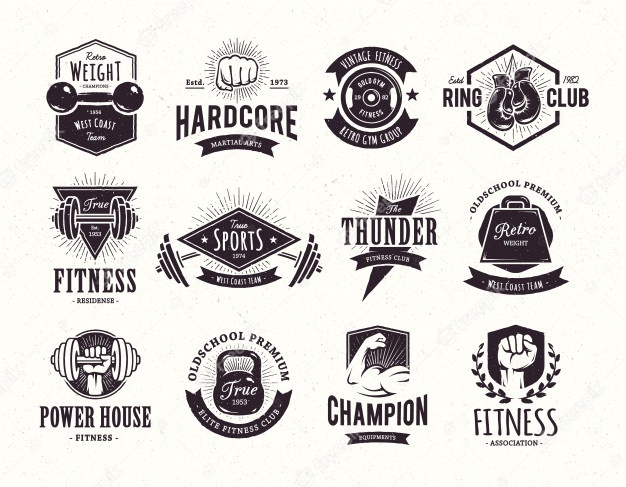 Retro
WEIGHT
- CHAMPIONS -
* 1956
WEST COAST
Team
Estd. 1973
HARDCORE
MARTIAL ARTS
VINTAGE FITNESS
GOLD GYM
19 82
FITNESS
RETRO GYM GROUP
Estd 1982
RING CLUB
True
Est.
1953
FITNESS
- RESIDENSE -
True
SPORTS
1974
- WEST COAST TEAM -
The
THUNDER
FITNESS CLUB
OLDSCHOOL PREMIUM
Retro
WEIGHT
- WEST COAST TEAM -
POWER HOUSE
- FITNESS -
OLDSCHOOL PREMIUM
True
1953
ELITE FITNESS CLUB
CHAMPION
EQUIPMENTS
FITNESS
- ASSOCIATION -